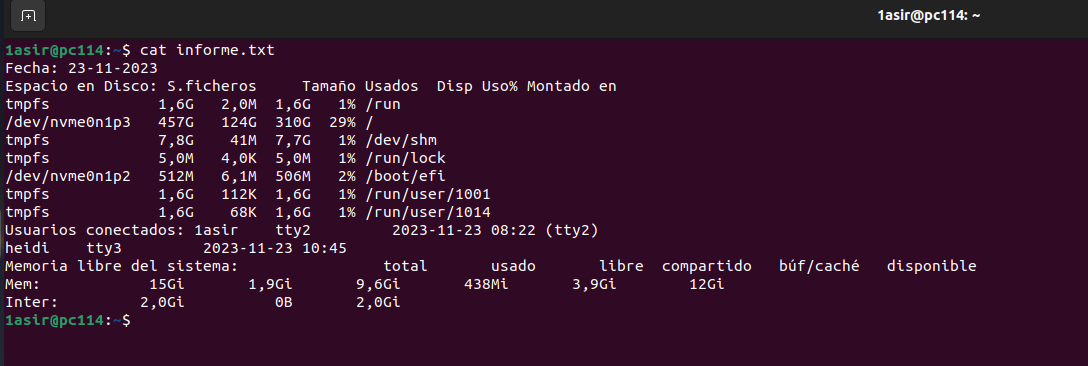 1asir@pc114: ~
1asir@pc114:~$ cat informe.txt
Fecha: 23-11-2023
Espacio en Disco: S.ficheros     Tamaño Usados  Disp Uso% Montado en
tmpfs            1,6G   2,0M  1,6G   1% /run
/dev/nvme0n1p3   457G   124G  310G  29% /
tmpfs            7,8G    41M  7,7G   1% /dev/shm
tmpfs            5,0M   4,0K  5,0M   1% /run/lock
/dev/nvme0n1p2   512M   6,1M  506M   2% /boot/efi
tmpfs            1,6G   112K  1,6G   1% /run/user/1001
tmpfs            1,6G    68K  1,6G   1% /run/user/1014
Usuarios conectados: 1asir    tty2         2023-11-23 08:22 (tty2)
heidi    tty3         2023-11-23 10:45
Memoria libre del sistema:                total       usado       libre  compartido   búf/caché   disponible
Mem:            15Gi       1,9Gi       9,6Gi       438Mi       3,9Gi        12Gi
Inter:         2,0Gi          0B       2,0Gi
1asir@pc114:~$